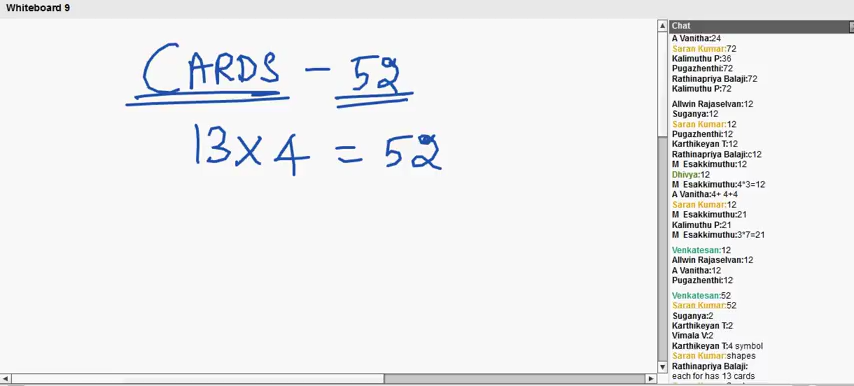 Whiteboard 9
CARDS - 52
13 X 4 = 52
Chat
A Vanitha:24
Saran Kumar:72
Kalimuthu P:36
Pugazhenthi:72
Rathinapriya Balaji:72
Kalimuthu P:72
Allwin Rajaselvan:12
Suganya:12
Saran Kumar:12
Pugazhenthi:12
Karthikeyan T:12
Rathinapriya Balaji:c12
M Esakkimuthu:12
Dhivya:12
M Esakkimuthu:4*3=12
A Vanitha:4+ 4+4
Saran Kumar:12
M Esakkimuthu:21
Kalimuthu P:21
M Esakkimuthu:3*7=21
Venkatesan:12
Allwin Rajaselvan:12
A Vanitha:12
Pugazhenthi:12
Venkatesan:52
Saran Kumar:52
Suganya:2
Karthikeyan T:2
Vimala V:2
Karthikeyan T:4 symbol
Saran Kumar:shapes
Rathinapriya Balaji:
each for has 13 cards